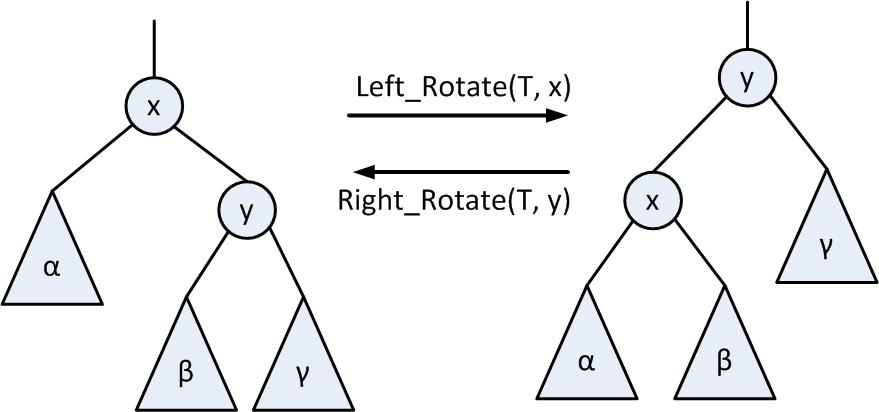 x
α
y
β
γ
Left_Rotate(T, x)
Right_Rotate(T, y)
y
x
γ
α
β